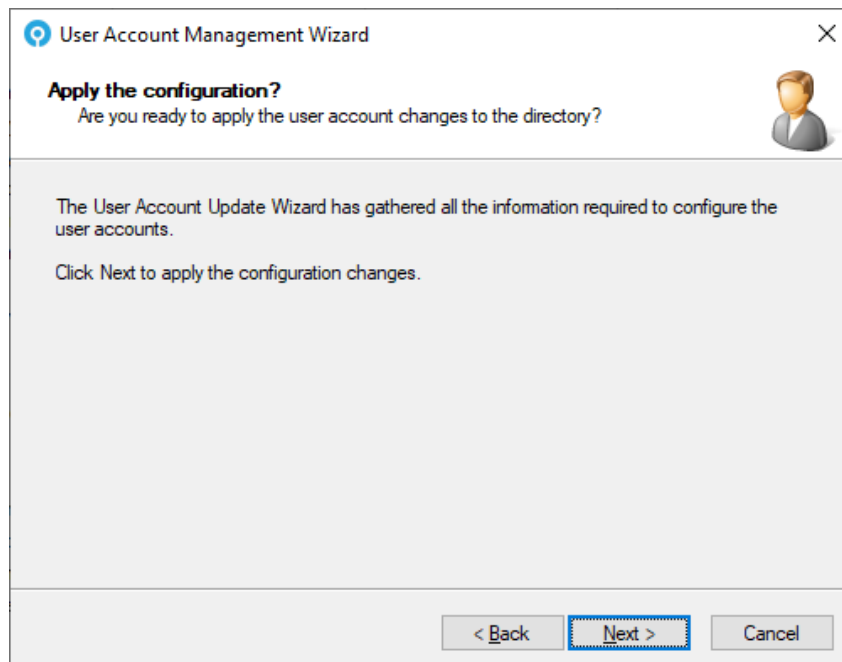 User Account Management Wizard
Apply the configuration?
Are you ready to apply the user account changes to the directory?
The User Account Update Wizard has gathered all the information required to configure the
user accounts.
Click Next to apply the configuration changes.
< Back Next > Cancel